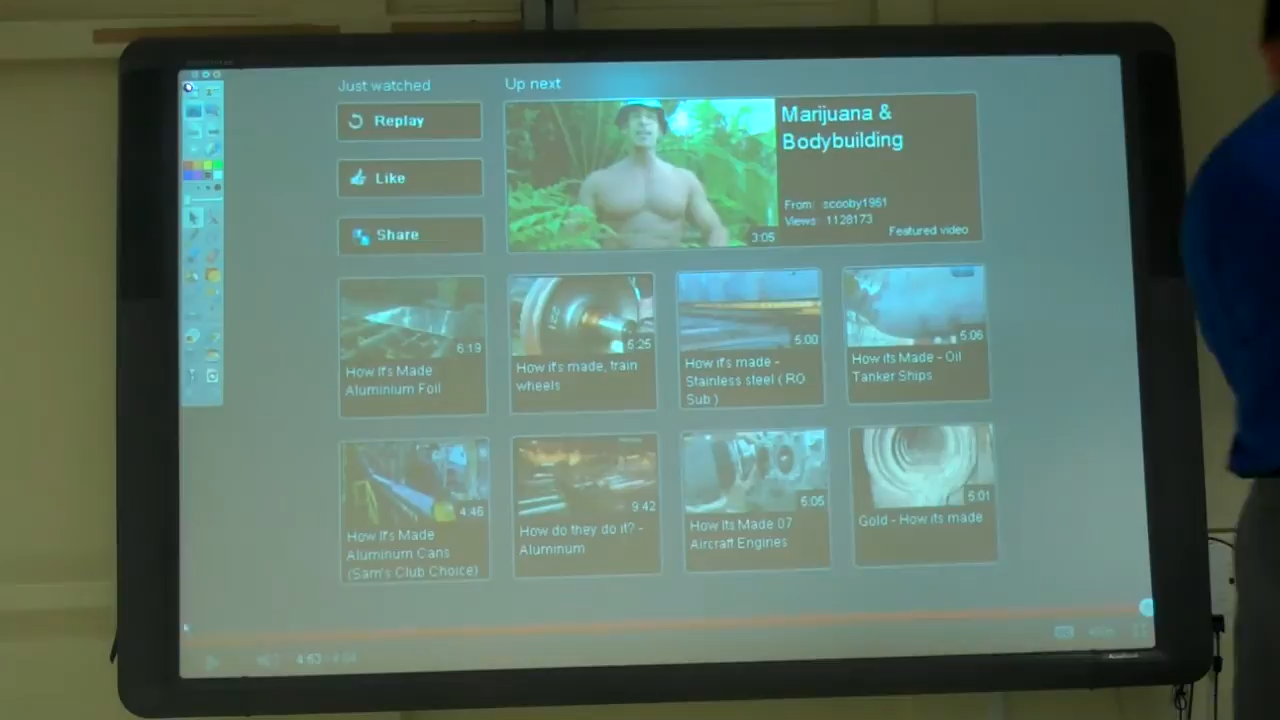 Just watched
Up next
Replay
Like
Share
Marijuana &
Bodybuilding
From: scooby1961
Views: 1128173
Featured video
3:05
6:19
How it's Made
Aluminium Foil
5:25
How it's made, train
wheels
5:00
How it's made -
Stainless steel ( RO
Sub )
5:06
How its Made - Oil
Tanker Ships
4:45
How It's Made
Aluminum Cans
(Sam's Club Choice)
9:42
How do they do it? -
Aluminum
5:05
How Its Made 07
Aircraft Engines
5:01
Gold - How its made
4:53